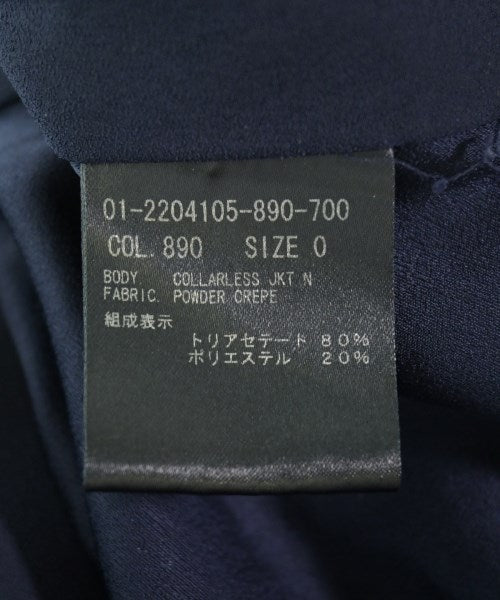 01-2204105-890-700
COL. 890 SIZE 0
BODY COLLARLESS JKT N
FABRIC. POWDER CREPE
組成表示
トリアセテート 80%
ポリエステル 20%